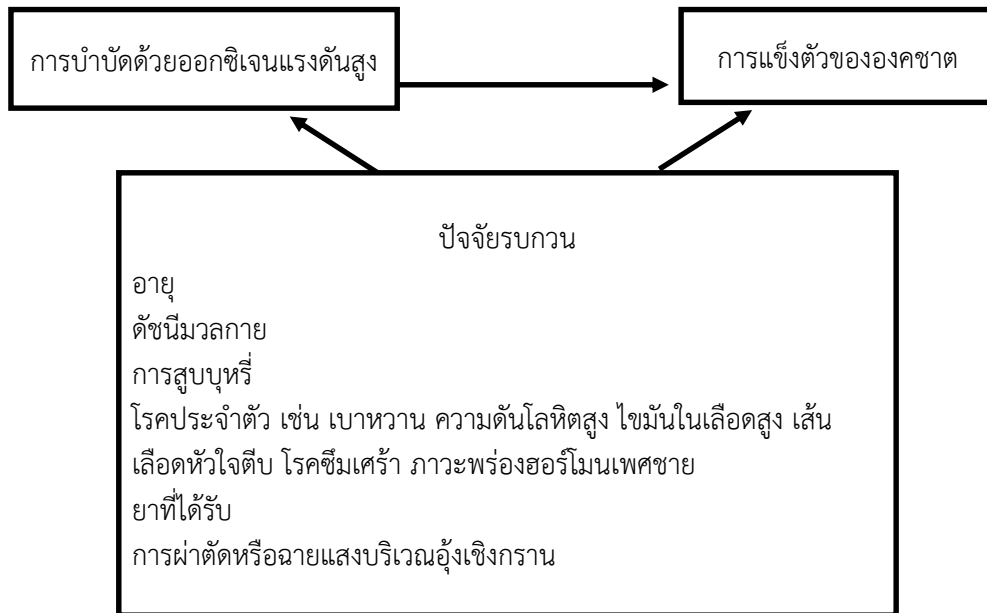 การบำบัดด้วยออกซิเจนแรงดันสูง
การแข็งตัวขององคชาต
ปัจจัยรบกวน
อายุ
ดัชนีมวลกาย
การสูบบุหรี่
โรคประจำตัว เช่น เบาหวาน ความดันโลหิตสูง ไขมันในเลือดสูง เส้น
เลือดหัวใจตีบ โรคซึมเศร้า ภาวะพร่องฮอร์โมนเพศชาย
ยาที่ได้รับ
การผ่าตัดหรือฉายแสงบริเวณอุ้งเชิงกราน